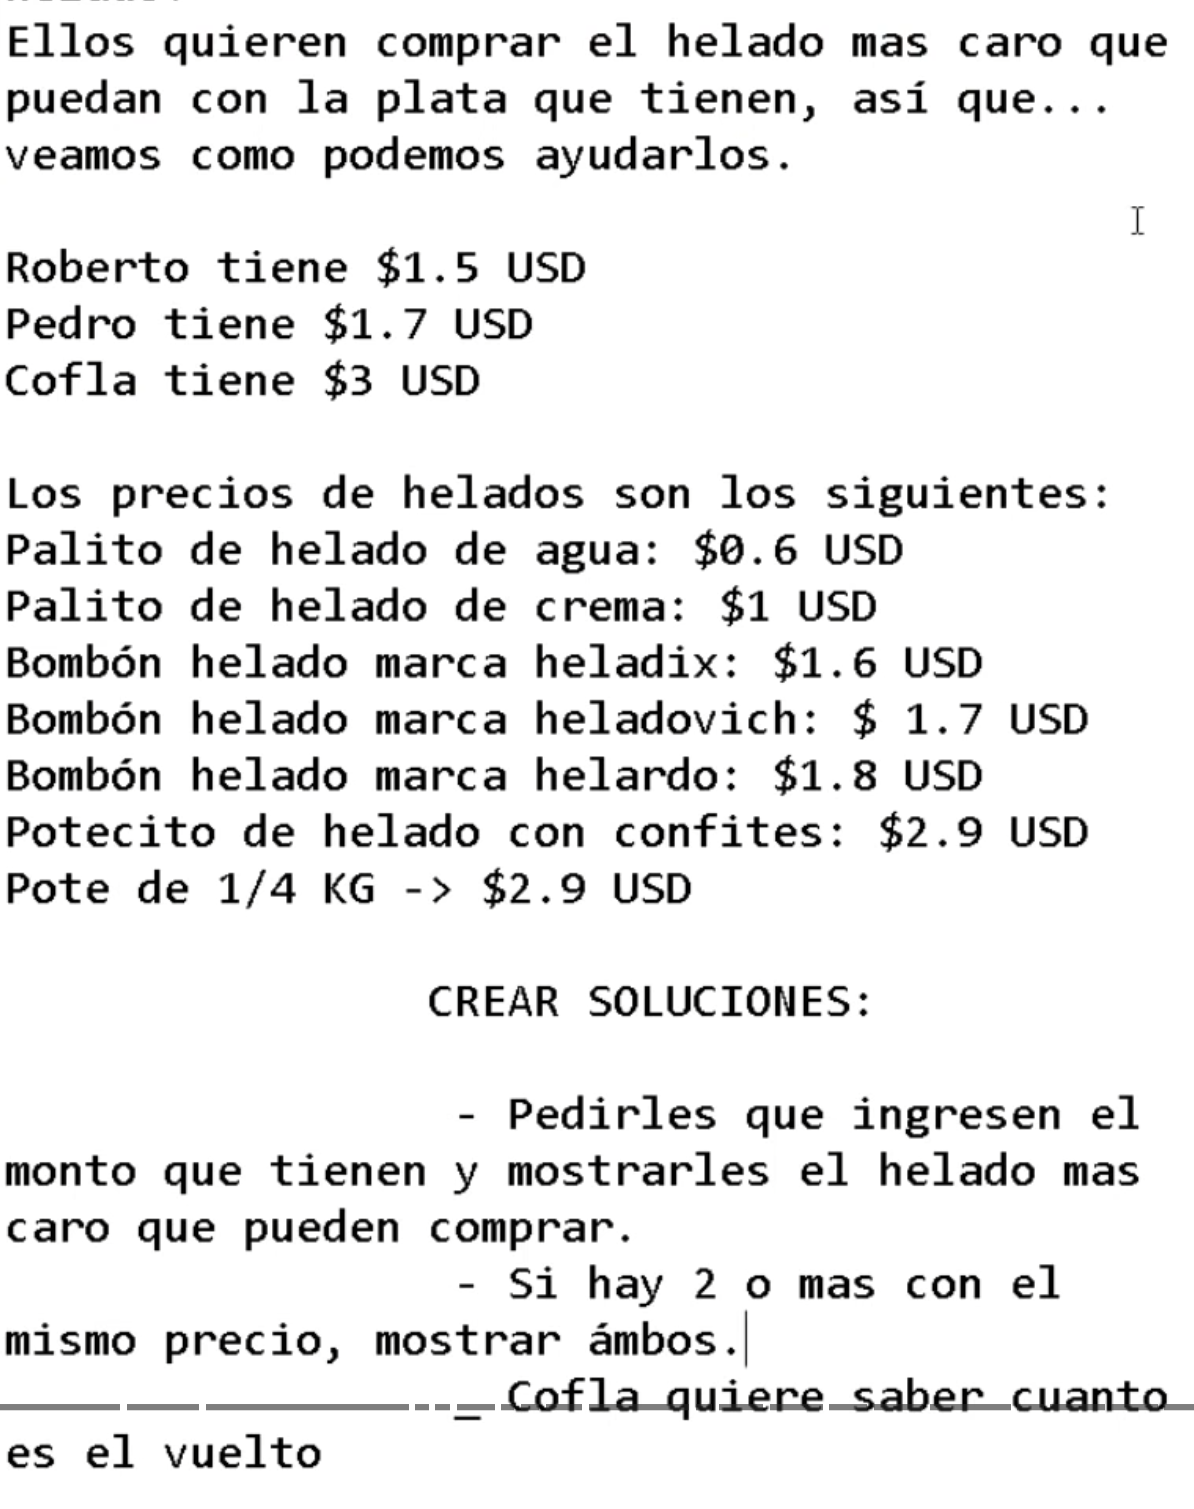 Ellos quieren comprar el helado mas caro que
puedan con la plata que tienen, así que...
veamos como podemos ayudarlos.
Roberto tiene $1.5 USD
Pedro tiene $1.7 USD
Cofla tiene $3 USD
Los precios de helados son los siguientes:
Palito de helado de agua: $0.6 USD
Palito de helado de crema: $1 USD
Bombón helado marca heladix: $1.6 USD
Bombón helado marca heladovich: $ 1.7 USD
Bombón helado marca helardo: $1.8 USD
Potecito de helado con confites: $2.9 USD
Pote de 1/4 KG -> $2.9 USD
CREAR SOLUCIONES:
- Pedirles que ingresen el
monto que tienen y mostrarles el helado mas
caro que pueden comprar.
- Si hay 2 o mas con el
mismo precio, mostrar ámbos.
_ Cofla quiere saber cuanto
es el vuelto